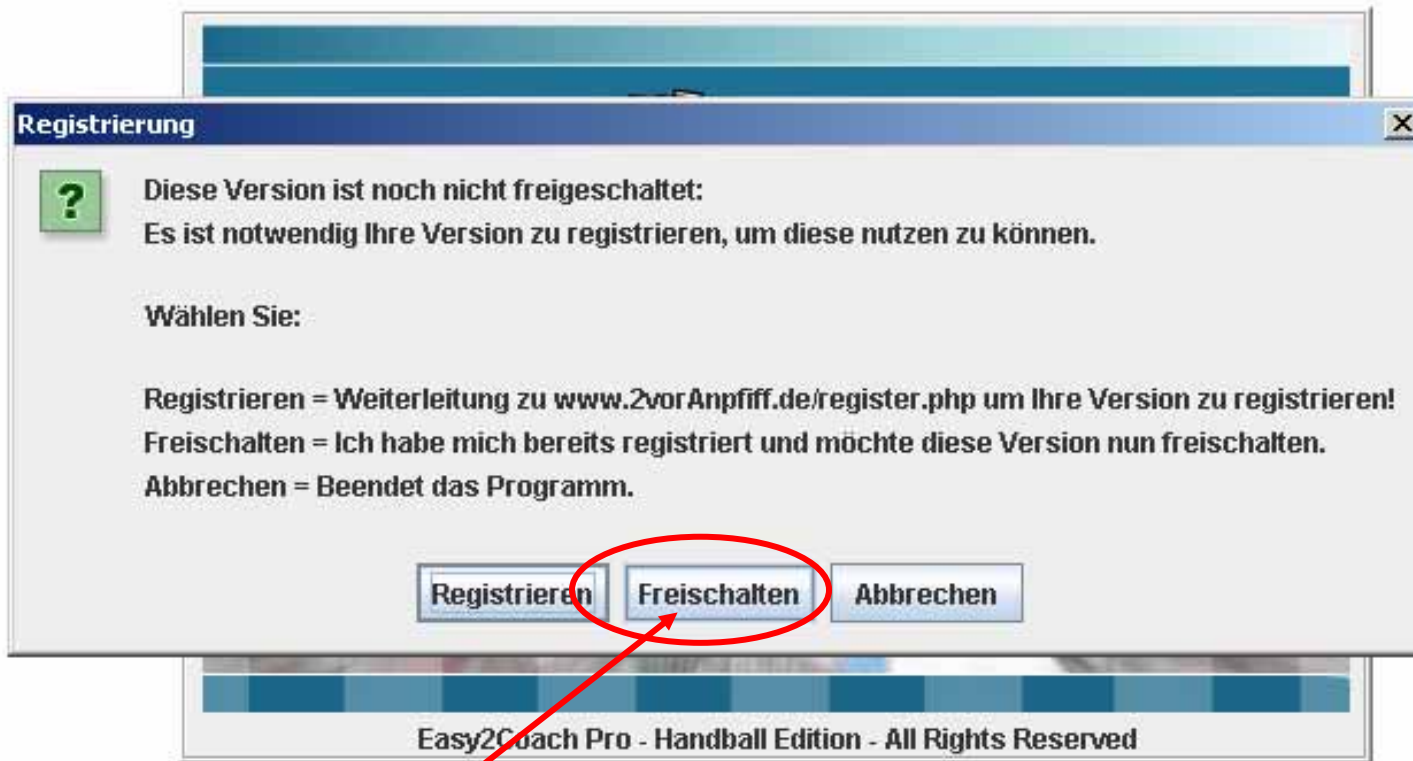 Registrierung
Diese Version ist noch nicht freigeschaltet:
Es ist notwendig Ihre Version zu registrieren, um diese nutzen zu können.
Wählen Sie:
Registrieren = Weiterleitung zu www.2vorAnpfiff.de/register.php um Ihre Version zu registrieren!
Freischalten = Ich habe mich bereits registriert und möchte diese Version nun freischalten.
Abbrechen = Beendet das Programm.
Registrieren Freischalten Abbrechen
Easy2Coach Pro - Handball Edition - All Rights Reserved